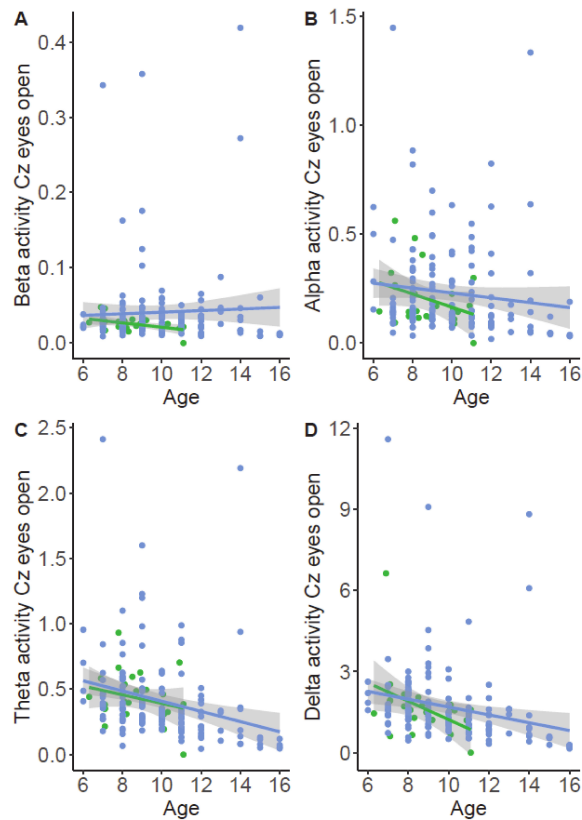 A
Beta activity Cz eyes open
0.4
0.3
0.2
0.1
0.0
6 8 10 12 14 16
Age
B
Alpha activity Cz eyes open
1.5
1.0
0.5
0.0
6 8 10 12 14 16
Age
C
Theta activity Cz eyes open
2.5
2.0
1.5
1.0
0.5
0.0
6 8 10 12 14 16
Age
D
Delta activity Cz eyes open
12
9
6
3
0
6 8 10 12 14 16
Age